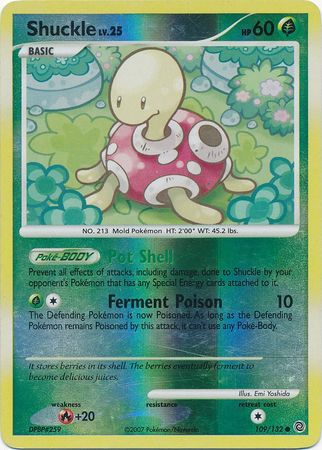 Shuckle LV.25 HP 60
BASIC
NO. 213 Mold Pokémon HT: 2'00" WT: 45.2 lbs.
Poké-BODY Pot Shell
Prevent all effects of attacks, including damage, done to Shuckle by your
opponent's Pokémon that has any Special Energy cards attached to it.
Ferment Poison 10
The Defending Pokémon is now Poisoned. As long as the Defending
Pokémon remains Poisoned by this attack, it can't use any Poké-Body.
It stores berries in its shell. The berries eventually ferment to
become delicious juices.
Illus. Emi Yoshida
weakness resistance retreat cost
+20
DPBP#259 ©2007 Pokémon/Nintendo 109/132